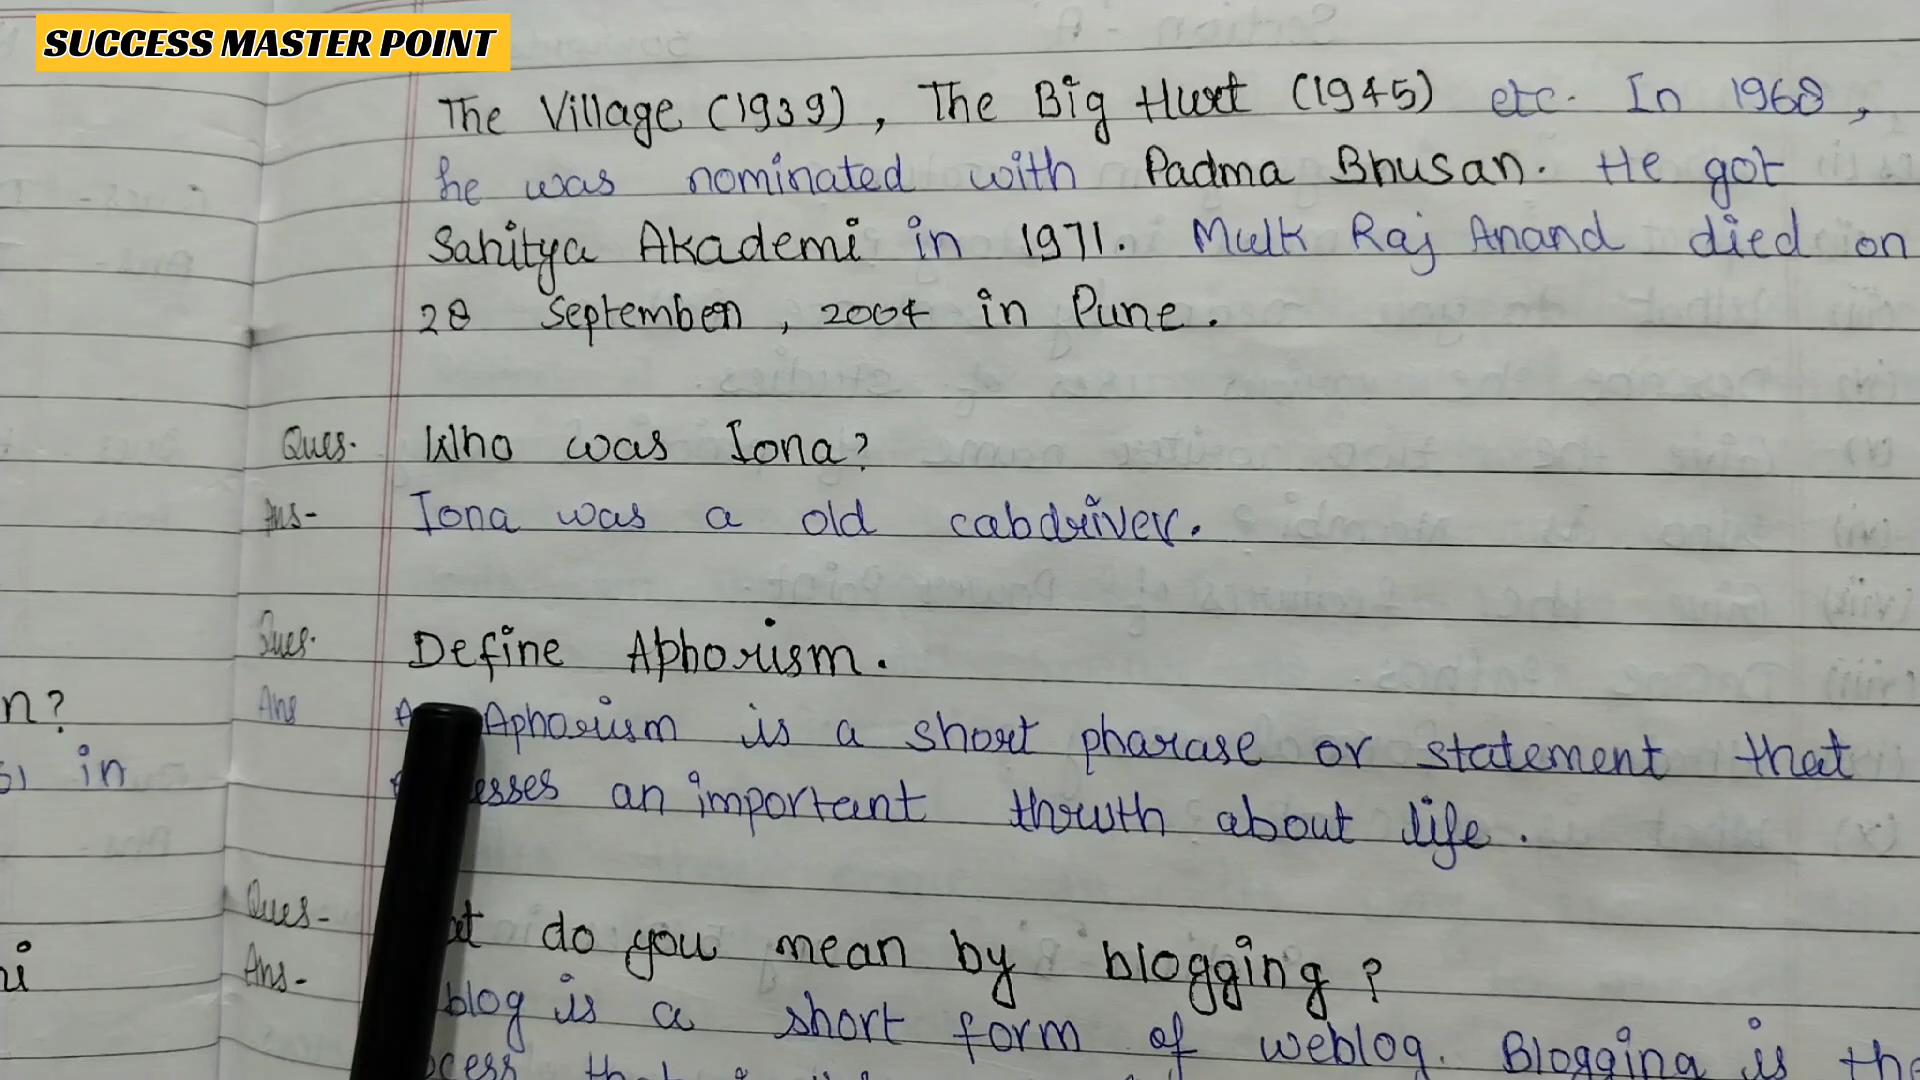 SUCCESS MASTER POINT
The Village (1939), The Big Hurt (1945) etc. In 1968,
he was nominated with Padma Bhusan. He got
Sahitya Akademi in 1971. Mulk Raj Anand died on
28 September, 2004 in Pune.
Ques. Who was Iona?
Ans- Iona was a old cabdriver.
Ques. Define Aphorism.
n?
Ans Aphorism is a short pharase or statement that
in
esses an important thruth about life.
Ques- do you mean by blogging?
Ans- blog is a short form of weblog. Blogging is the